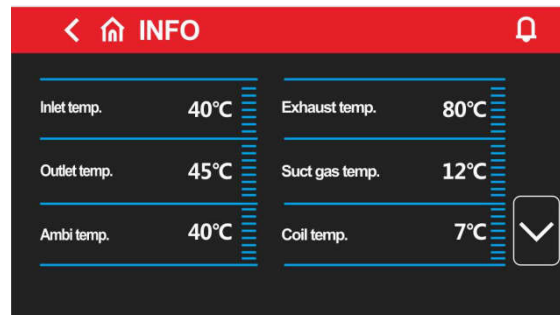 INFO
Inlet temp. 40°C Exhaust temp. 80°C
Outlet temp. 45°C Suct gas temp. 12°C
Ambi temp. 40°C Coil temp. 7°C